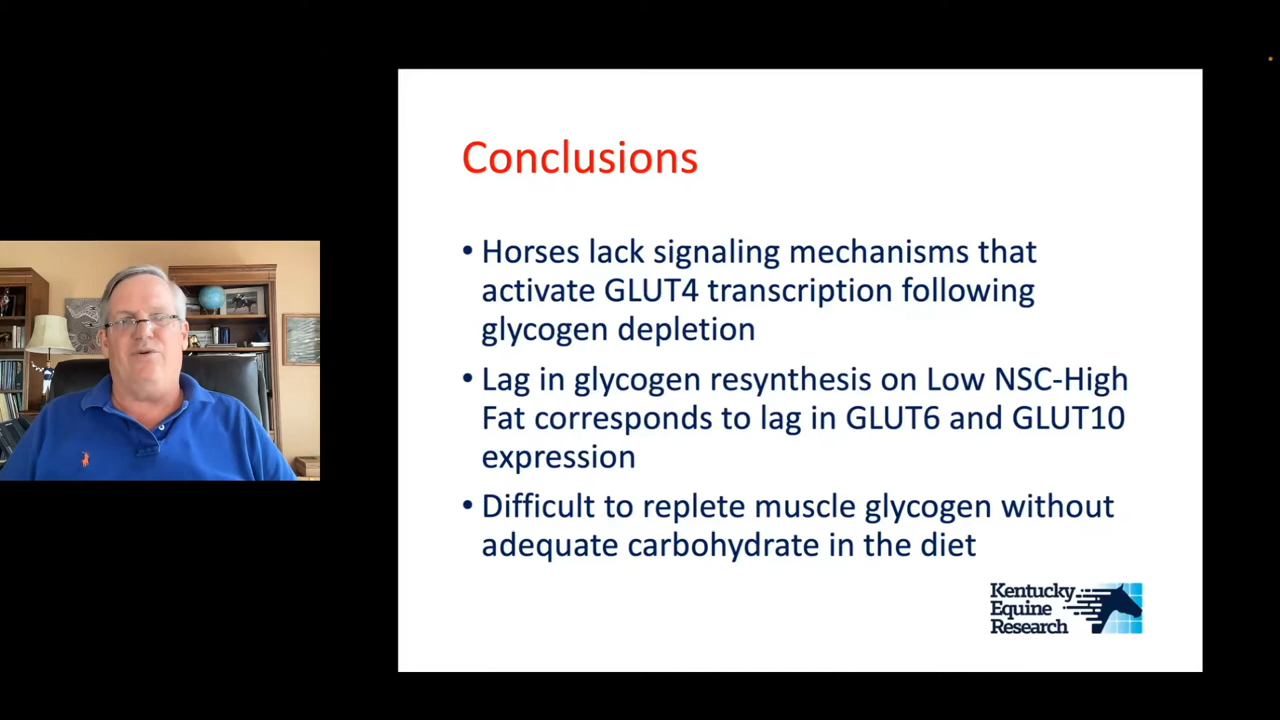 Conclusions
• Horses lack signaling mechanisms that
activate GLUT4 transcription following
glycogen depletion
• Lag in glycogen resynthesis on Low NSC-High
Fat corresponds to lag in GLUT6 and GLUT10
expression
• Difficult to replete muscle glycogen without
adequate carbohydrate in the diet
Kentucky
Equine
Research